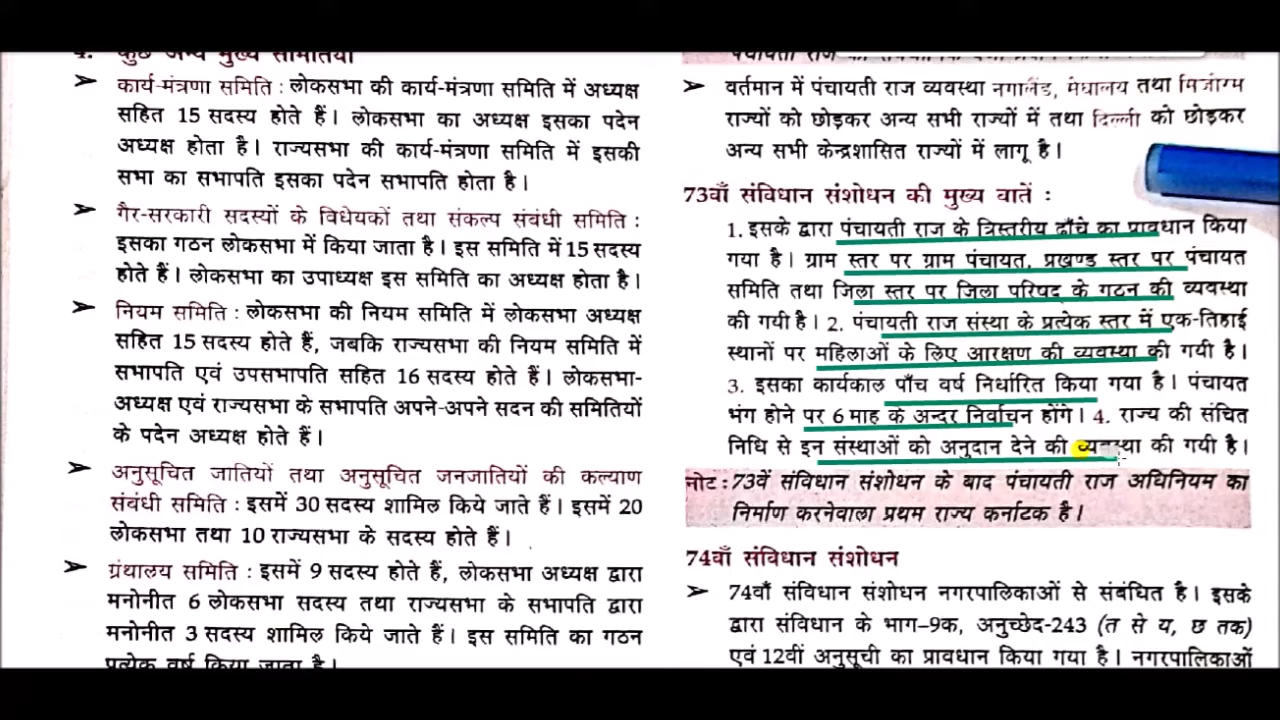 4. कुछ अन्य मुख्य समितियाँ
➤ कार्य-मंत्रणा समिति : लोकसभा की कार्य-मंत्रणा समिति में अध्यक्ष
सहित 15 सदस्य होते हैं। लोकसभा का अध्यक्ष इसका पदेन
अध्यक्ष होता है। राज्यसभा की कार्य-मंत्रणा समिति में इसकी
सभा का सभापति इसका पदेन सभापति होता है।
➤ गैर-सरकारी सदस्यों के विधेयकों तथा संकल्प संबंधी समिति :
इसका गठन लोकसभा में किया जाता है। इस समिति में 15 सदस्य
होते हैं। लोकसभा का उपाध्यक्ष इस समिति का अध्यक्ष होता है।
➤ नियम समिति : लोकसभा की नियम समिति में लोकसभा अध्यक्ष
सहित 15 सदस्य होते हैं, जबकि राज्यसभा की नियम समिति में
सभापति एवं उपसभापति सहित 16 सदस्य होते हैं। लोकसभा-
अध्यक्ष एवं राज्यसभा के सभापति अपने-अपने सदन की समितियों
के पदेन अध्यक्ष होते हैं।
➤ अनुसूचित जातियों तथा अनुसूचित जनजातियों की कल्याण
संबंधी समिति : इसमें 30 सदस्य शामिल किये जाते हैं। इसमें 20
लोकसभा तथा 10 राज्यसभा के सदस्य होते हैं।
➤ ग्रंथालय समिति : इसमें 9 सदस्य होते हैं, लोकसभा अध्यक्ष द्वारा
मनोनीत 6 लोकसभा सदस्य तथा राज्यसभा के सभापति द्वारा
मनोनीत 3 सदस्य शामिल किये जाते हैं। इस समिति का गठन
प्रत्येक वर्ष किया जाता है।
पंचायती राज
➤ वर्तमान में पंचायती राज व्यवस्था नगालैंड, मेघालय तथा मिजोरम
राज्यों को छोड़कर अन्य सभी राज्यों में तथा दिल्ली को छोड़कर
अन्य सभी केन्द्रशासित राज्यों में लागू है।
73वाँ संविधान संशोधन की मुख्य बातें :
1. इसके द्वारा पंचायती राज के त्रिस्तरीय ढाँचे का प्रावधान किया
गया है। ग्राम स्तर पर ग्राम पंचायत, प्रखण्ड स्तर पर पंचायत
समिति तथा जिला स्तर पर जिला परिषद के गठन की व्यवस्था
की गयी है। 2. पंचायती राज संस्था के प्रत्येक स्तर में एक-तिहाई
स्थानों पर महिलाओं के लिए आरक्षण की व्यवस्था की गयी है।
3. इसका कार्यकाल पाँच वर्ष निर्धारित किया गया है। पंचायत
भंग होने पर 6 माह के अन्दर निर्वाचन होंगे। 4. राज्य की संचित
निधि से इन संस्थाओं को अनुदान देने की व्यवस्था की गयी है।
नोट : 73वें संविधान संशोधन के बाद पंचायती राज अधिनियम का
निर्माण करनेवाला प्रथम राज्य कर्नाटक है।
74वाँ संविधान संशोधन
➤ 74वाँ संविधान संशोधन नगरपालिकाओं से संबंधित है। इसके
द्वारा संविधान के भाग-9क, अनुच्छेद-243 (त से य, छ तक)
एवं 12वीं अनुसूची का प्रावधान किया गया है। नगरपालिकाओं